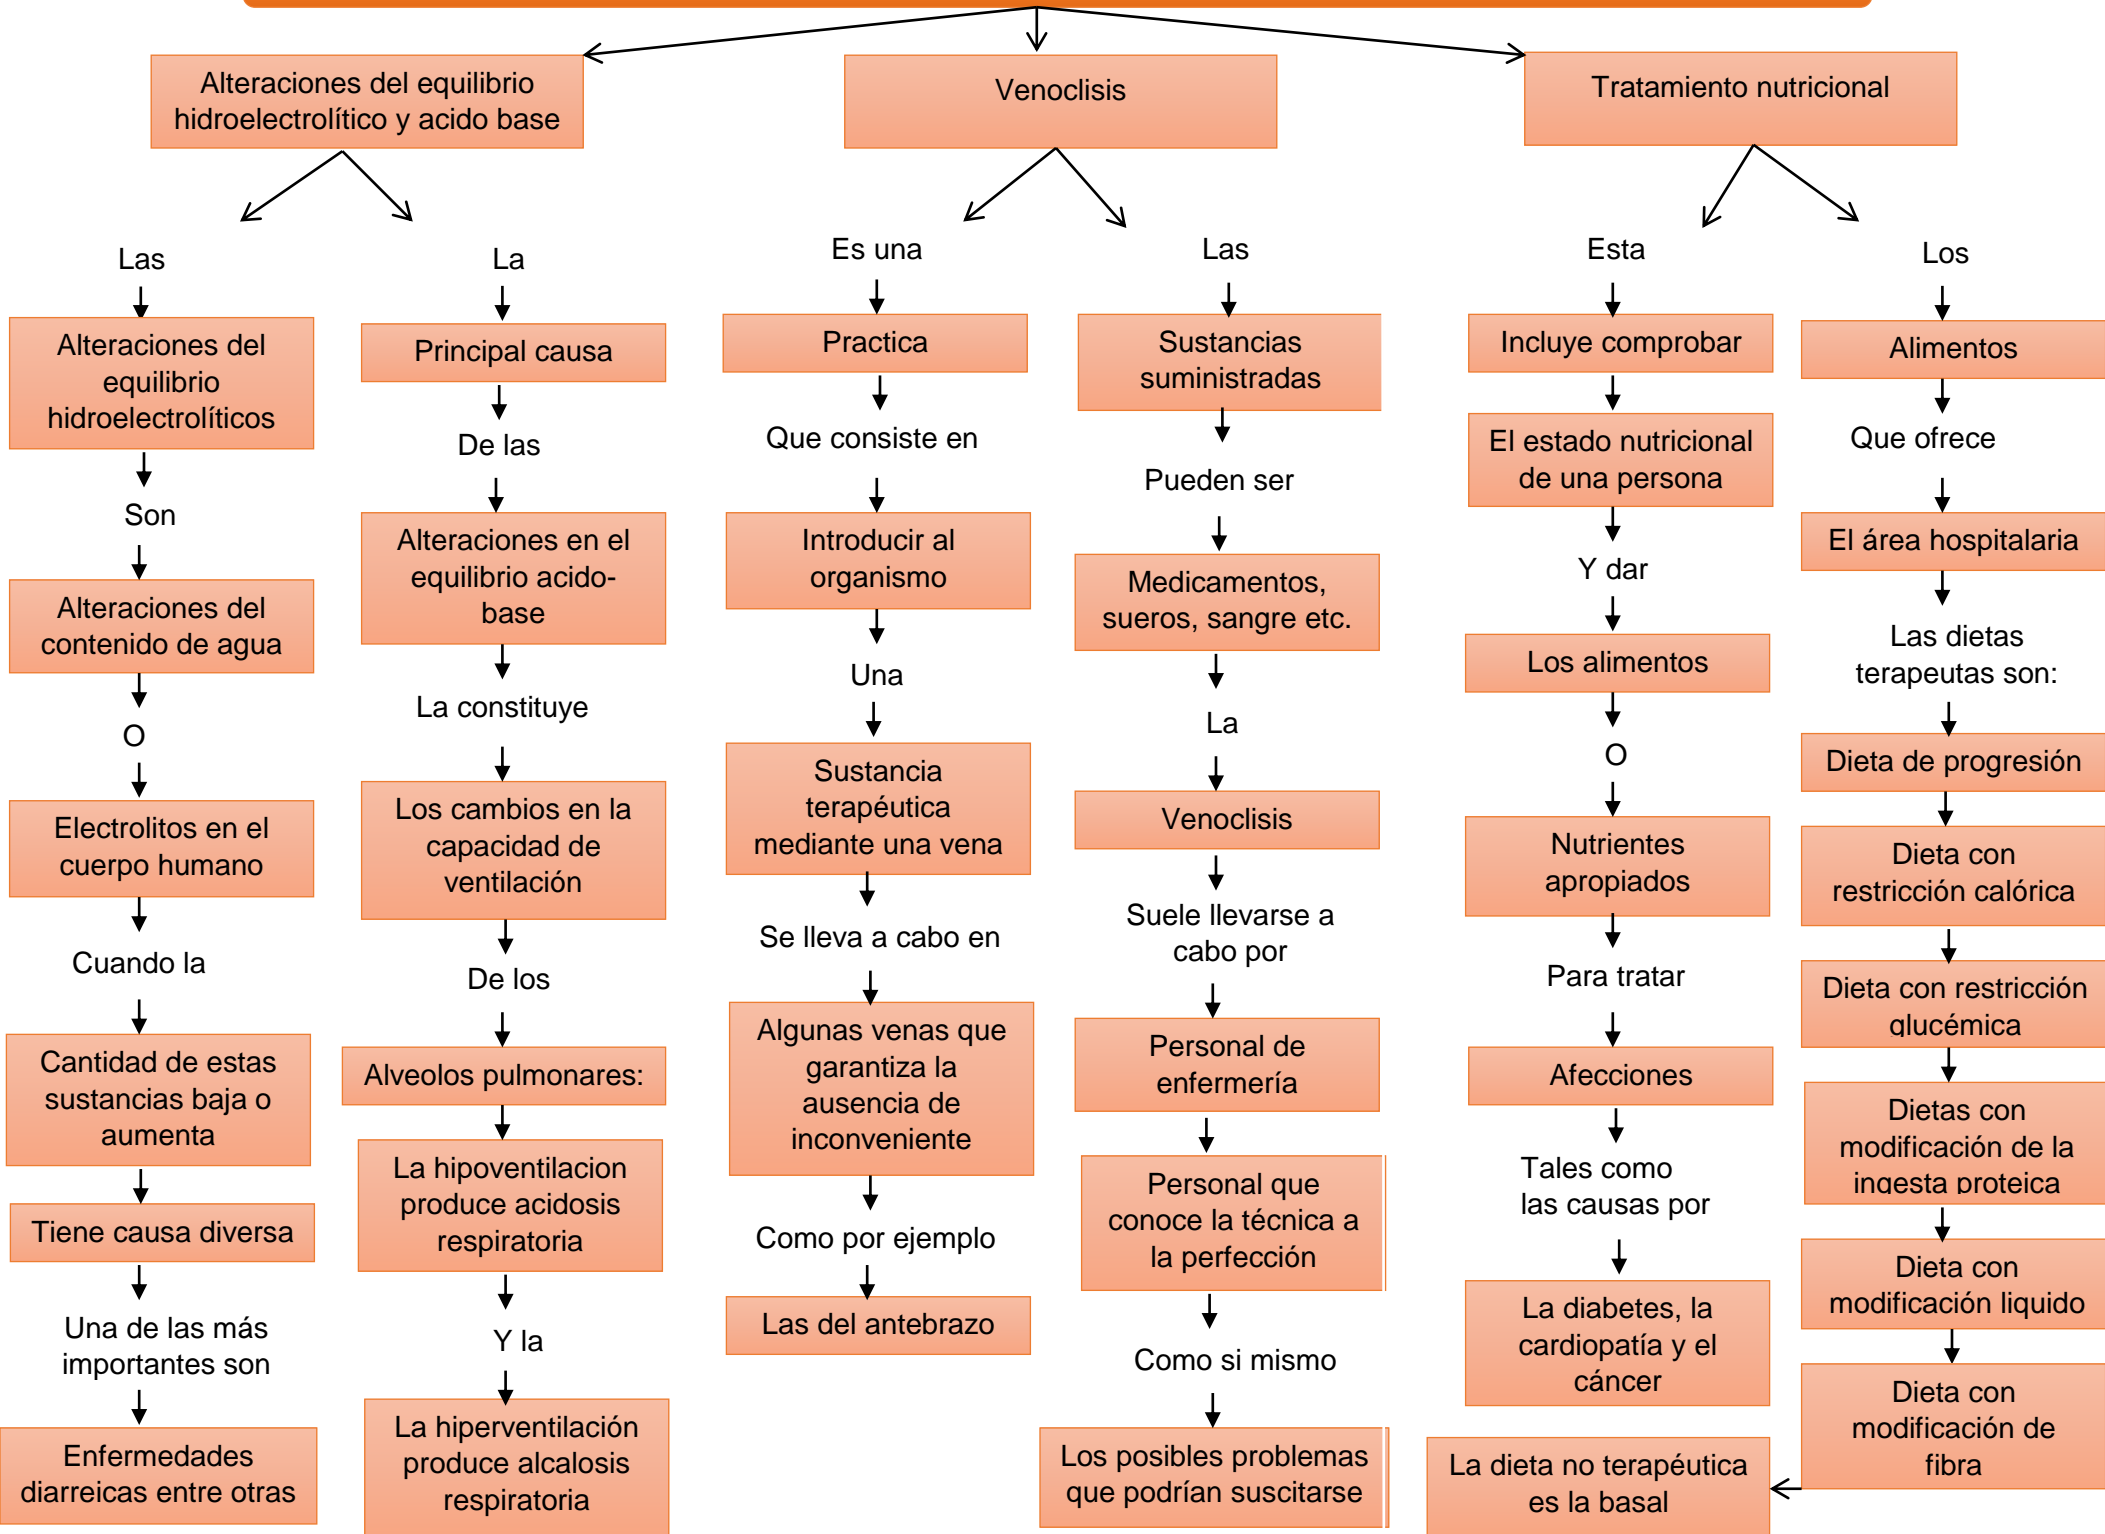 Alteraciones del equilibrio
hidroelectrolítico y acido base
Venoclisis
Tratamiento nutricional
Las
Alteraciones del
equilibrio
hidroelectrolíticos
Son
Alteraciones del
contenido de agua
O
Electrolitos en el
cuerpo humano
Cuando la
Cantidad de estas
sustancias baja o
aumenta
Tiene causa diversa
Una de las más
importantes son
Enfermedades
diarreicas entre otras
La
Principal causa
De las
Alteraciones en el
equilibrio acido-
base
La constituye
Los cambios en la
capacidad de
ventilación
De los
Alveolos pulmonares:
La hipoventilacion
produce acidosis
respiratoria
Y la
La hiperventilación
produce alcalosis
respiratoria
Es una
Practica
Que consiste en
Introducir al
organismo
Una
Sustancia
terapéutica
mediante una vena
Se lleva a cabo en
Algunas venas que
garantiza la
ausencia de
inconveniente
Como por ejemplo
Las del antebrazo
Las
Sustancias
suministradas
Pueden ser
Medicamentos,
sueros, sangre etc.
La
Venoclisis
Suele llevarse a
cabo por
Personal de
enfermería
Personal que
conoce la técnica a
la perfección
Como si mismo
Los posibles problemas
que podrían suscitarse
Esta
Incluye comprobar
El estado nutricional
de una persona
Y dar
Los alimentos
O
Nutrientes
apropiados
Para tratar
Afecciones
Tales como
las causas por
La diabetes, la
cardiopatía y el
cáncer
Los
Alimentos
Que ofrece
El área hospitalaria
Las dietas
terapeutas son:
Dieta de progresión
Dieta con
restricción calórica
Dieta con restricción
glucémica
Dietas con
modificación de la
ingesta proteica
Dieta con
modificación liquido
Dieta con
modificación de
fibra
La dieta no terapéutica
es la basal